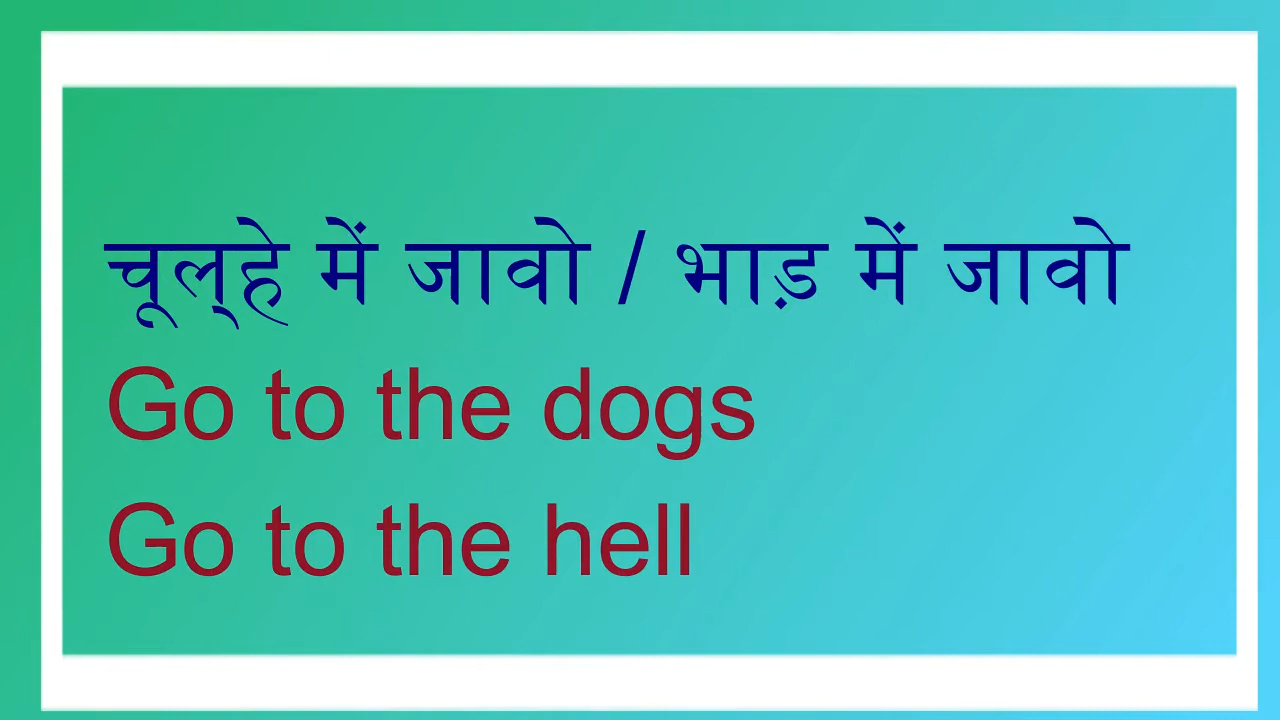 चूल्‍हे में जावो / भाड़ में जावो
Go to the dogs
Go to the hell